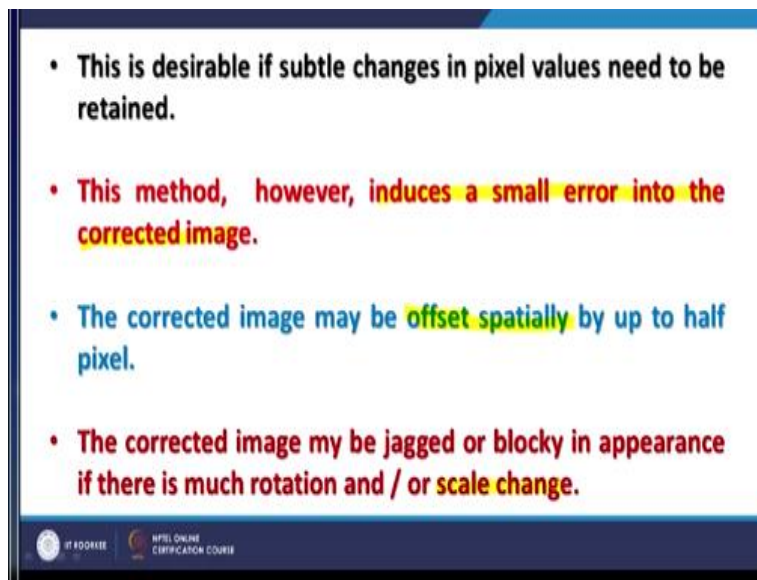 • This is desirable if subtle changes in pixel values need to be
retained.
• This method, however, induces a small error into the
corrected image.
• The corrected image may be offset spatially by up to half
pixel.
• The corrected image my be jagged or blocky in appearance
if there is much rotation and / or scale change.
IIT ROORKEE
NPTEL ONLINE
CERTIFICATION COURSE